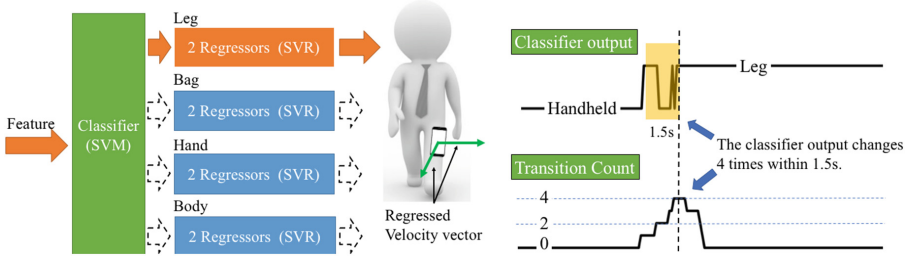 Feature
Classifier
(SVM)
Leg
2 Regressors (SVR)
Bag
2 Regressors (SVR)
Hand
2 Regressors (SVR)
Body
2 Regressors (SVR)
Regressed
Velocity vector
Classifier output
Leg
Handheld
1.5s
The classifier output changes
4 times within 1.5s.
Transition Count
4
2
0